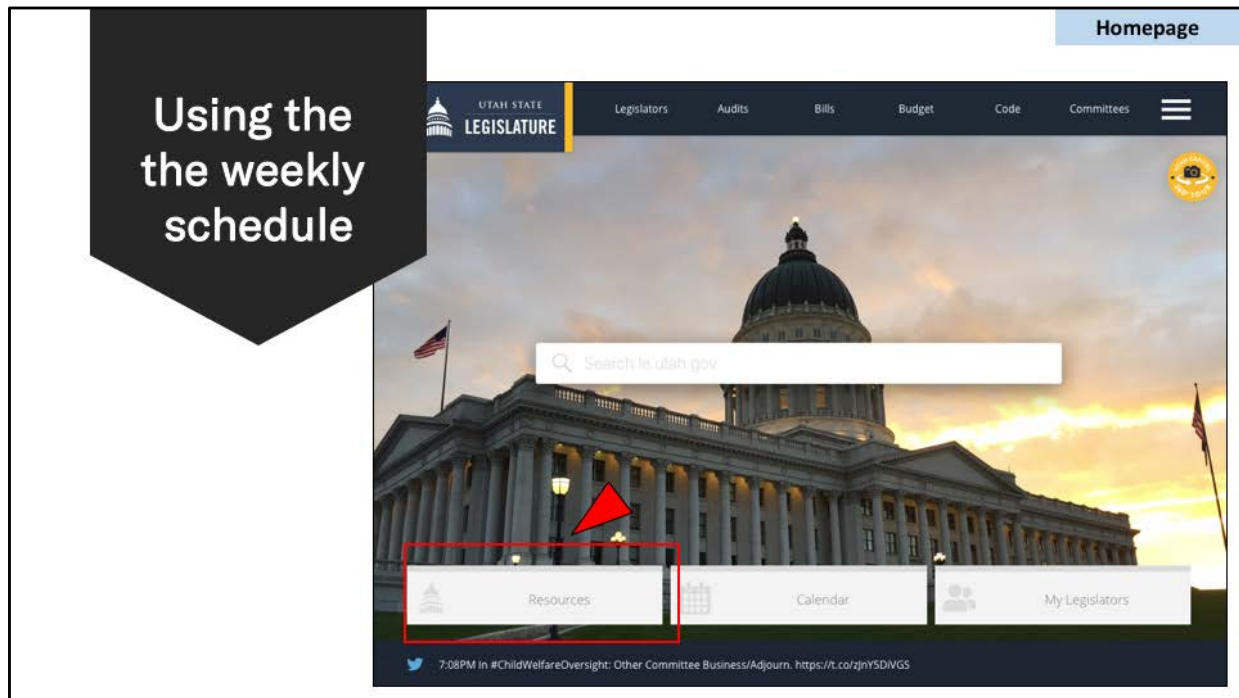 Homepage
Using the
the weekly
schedule
UTAH STATE
LEGISLATURE
Legislators
Audits
Bills
Budget
Code
Committees
Search le.utah.gov
Resources
Calendar
My Legislators
7:08PM In #ChildWelfareOversight: Other Committee Business/Adjourn. https://t.co/zJnY5DiVGS